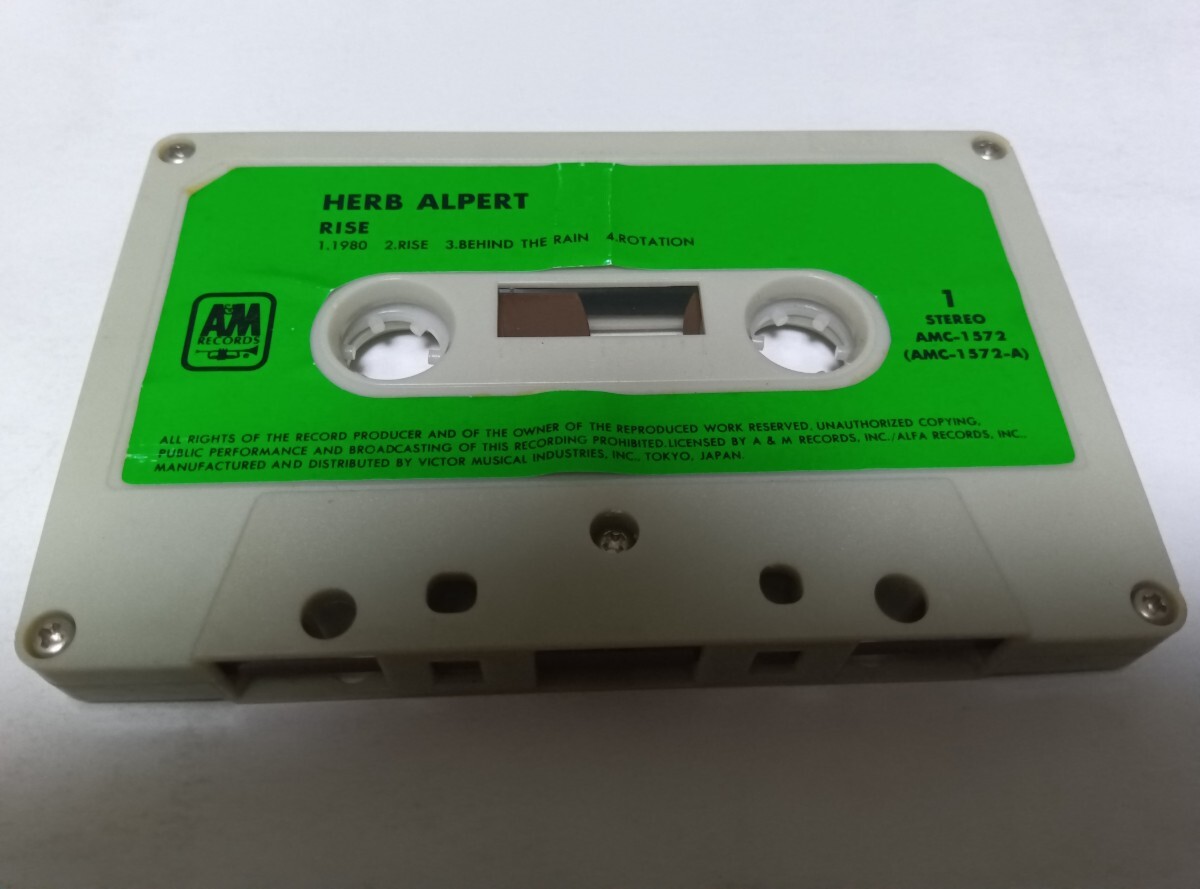 HERB ALPERT
RISE
1.1980 2.RISE 3.BEHIND THE RAIN 4.ROTATION
A&M
RECORDS
1
STEREO
AMC-1572
(AMC-1572-A)
ALL RIGHTS OF THE RECORD PRODUCER AND OF THE OWNER OF THE REPRODUCED WORK RESERVED. UNAUTHORIZED COPYING,
PUBLIC PERFORMANCE AND BROADCASTING OF THIS RECORDING PROHIBITED. LICENSED BY A & M RECORDS, INC./ALFA RECORDS, INC.,
MANUFACTURED AND DISTRIBUTED BY VICTOR MUSICAL INDUSTRIES, INC., TOKYO, JAPAN.